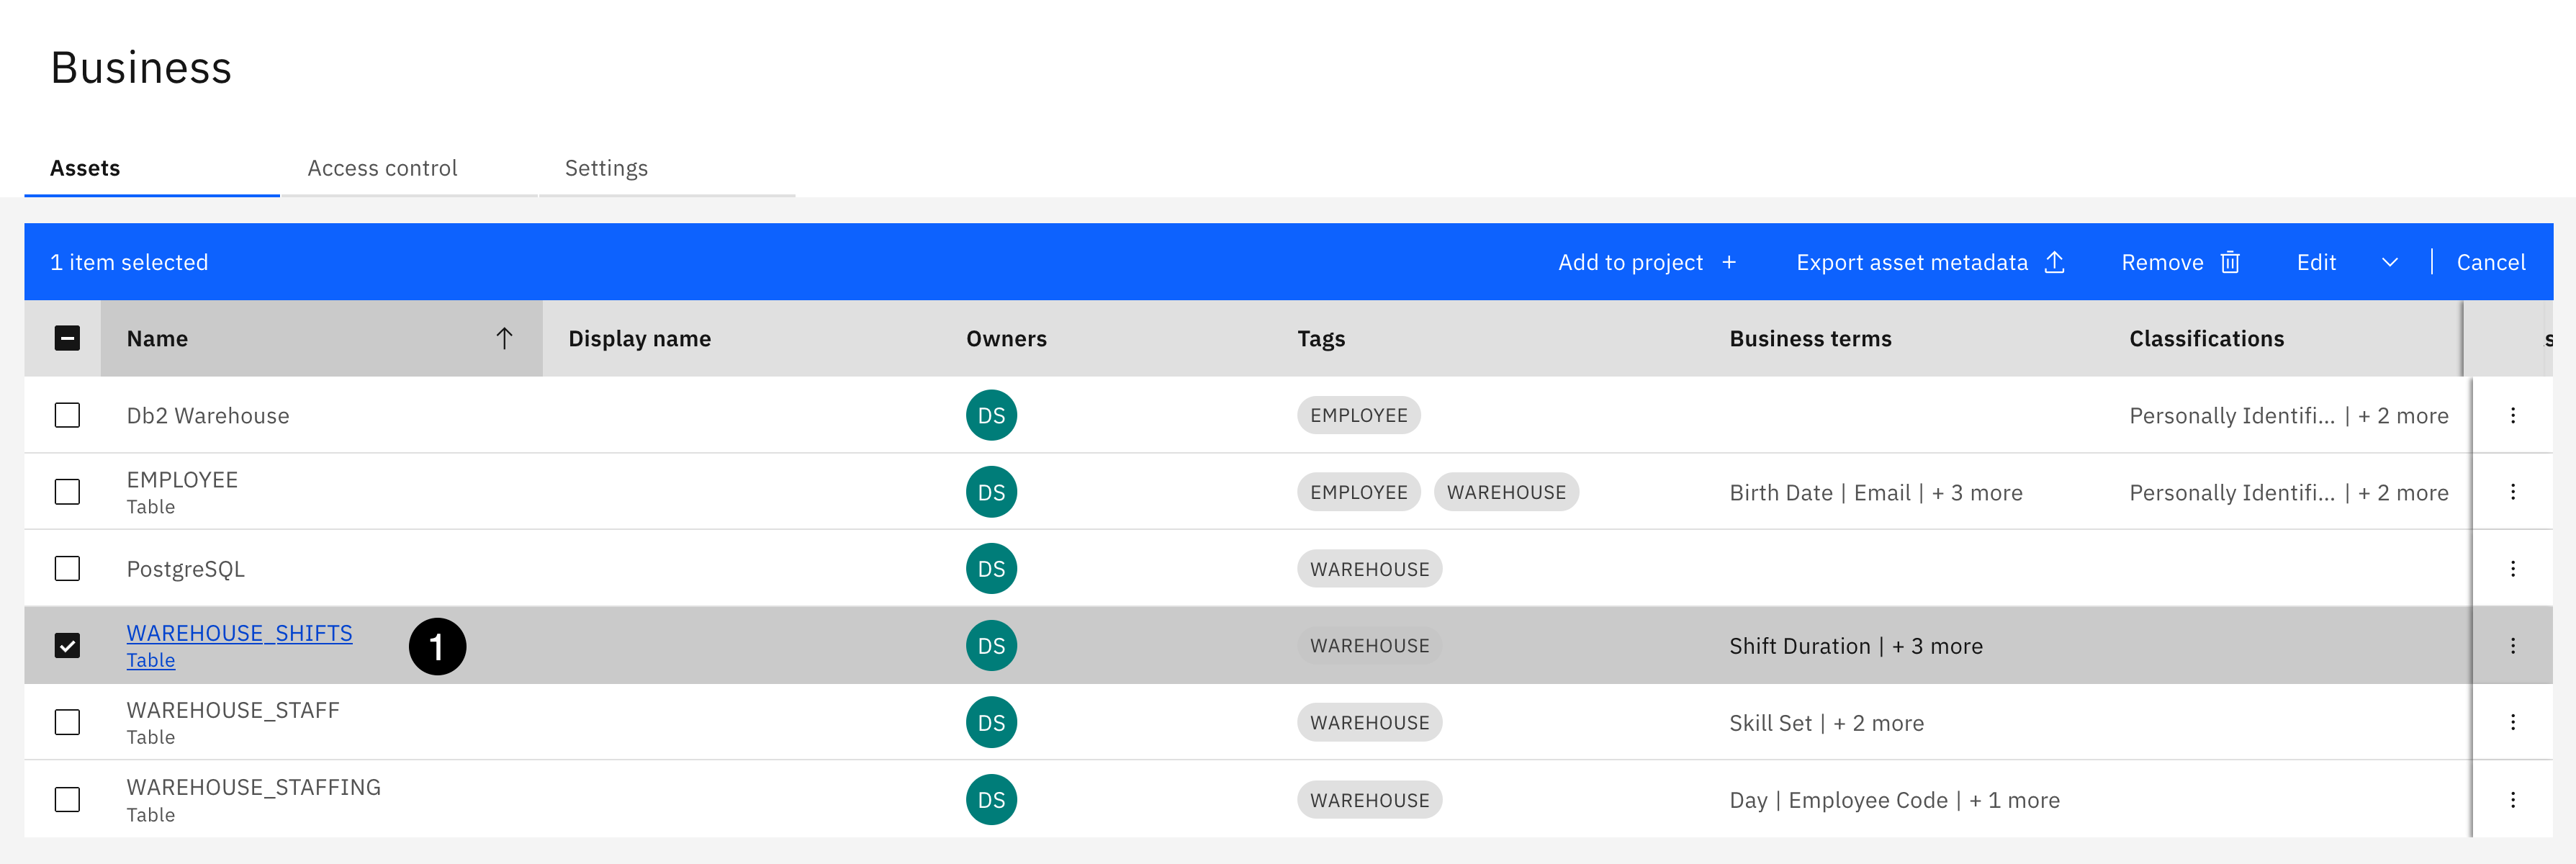 Business
Assets Access control Settings
1 item selected Add to project + Export asset metadata Remove Edit | Cancel
Name Display name Owners Tags Business terms Classifications s
Db2 Warehouse DS EMPLOYEE Personally Identifi... | + 2 more
EMPLOYEE
Table DS EMPLOYEE WAREHOUSE Birth Date | Email | + 3 more Personally Identifi... | + 2 more
PostgreSQL DS WAREHOUSE
WAREHOUSE_SHIFTS
Table 1 DS WAREHOUSE Shift Duration | + 3 more
WAREHOUSE_STAFF
Table DS WAREHOUSE Skill Set | + 2 more
WAREHOUSE_STAFFING
Table DS WAREHOUSE Day | Employee Code | + 1 more